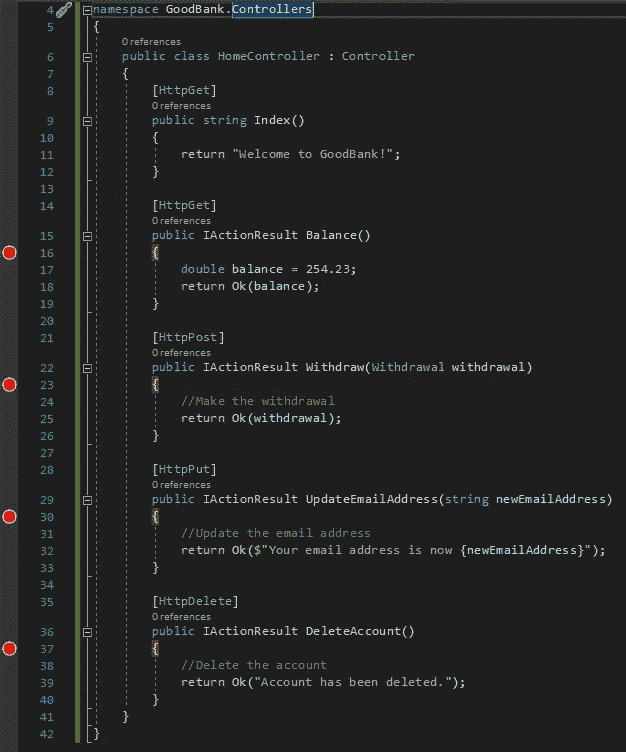 4 namespace GoodBank.Controllers
5 {
0 references
6 public class HomeController : Controller
7 {
8 [HttpGet]
0 references
9 public string Index()
10 {
11 return "Welcome to GoodBank!";
12 }
13
14 [HttpGet]
0 references
15 public IActionResult Balance()
16 {
17 double balance = 254.23;
18 return Ok(balance);
19 }
20
21 [HttpPost]
0 references
22 public IActionResult Withdraw(Withdrawal withdrawal)
23 {
24 //Make the withdrawal
25 return Ok(withdrawal);
26 }
27
28 [HttpPut]
0 references
29 public IActionResult UpdateEmailAddress(string newEmailAddress)
30 {
31 //Update the email address
32 return Ok($"Your email address is now {newEmailAddress}");
33 }
34
35 [HttpDelete]
0 references
36 public IActionResult DeleteAccount()
37 {
38 //Delete the account
39 return Ok("Account has been deleted.");
40 }
41 }
42 }